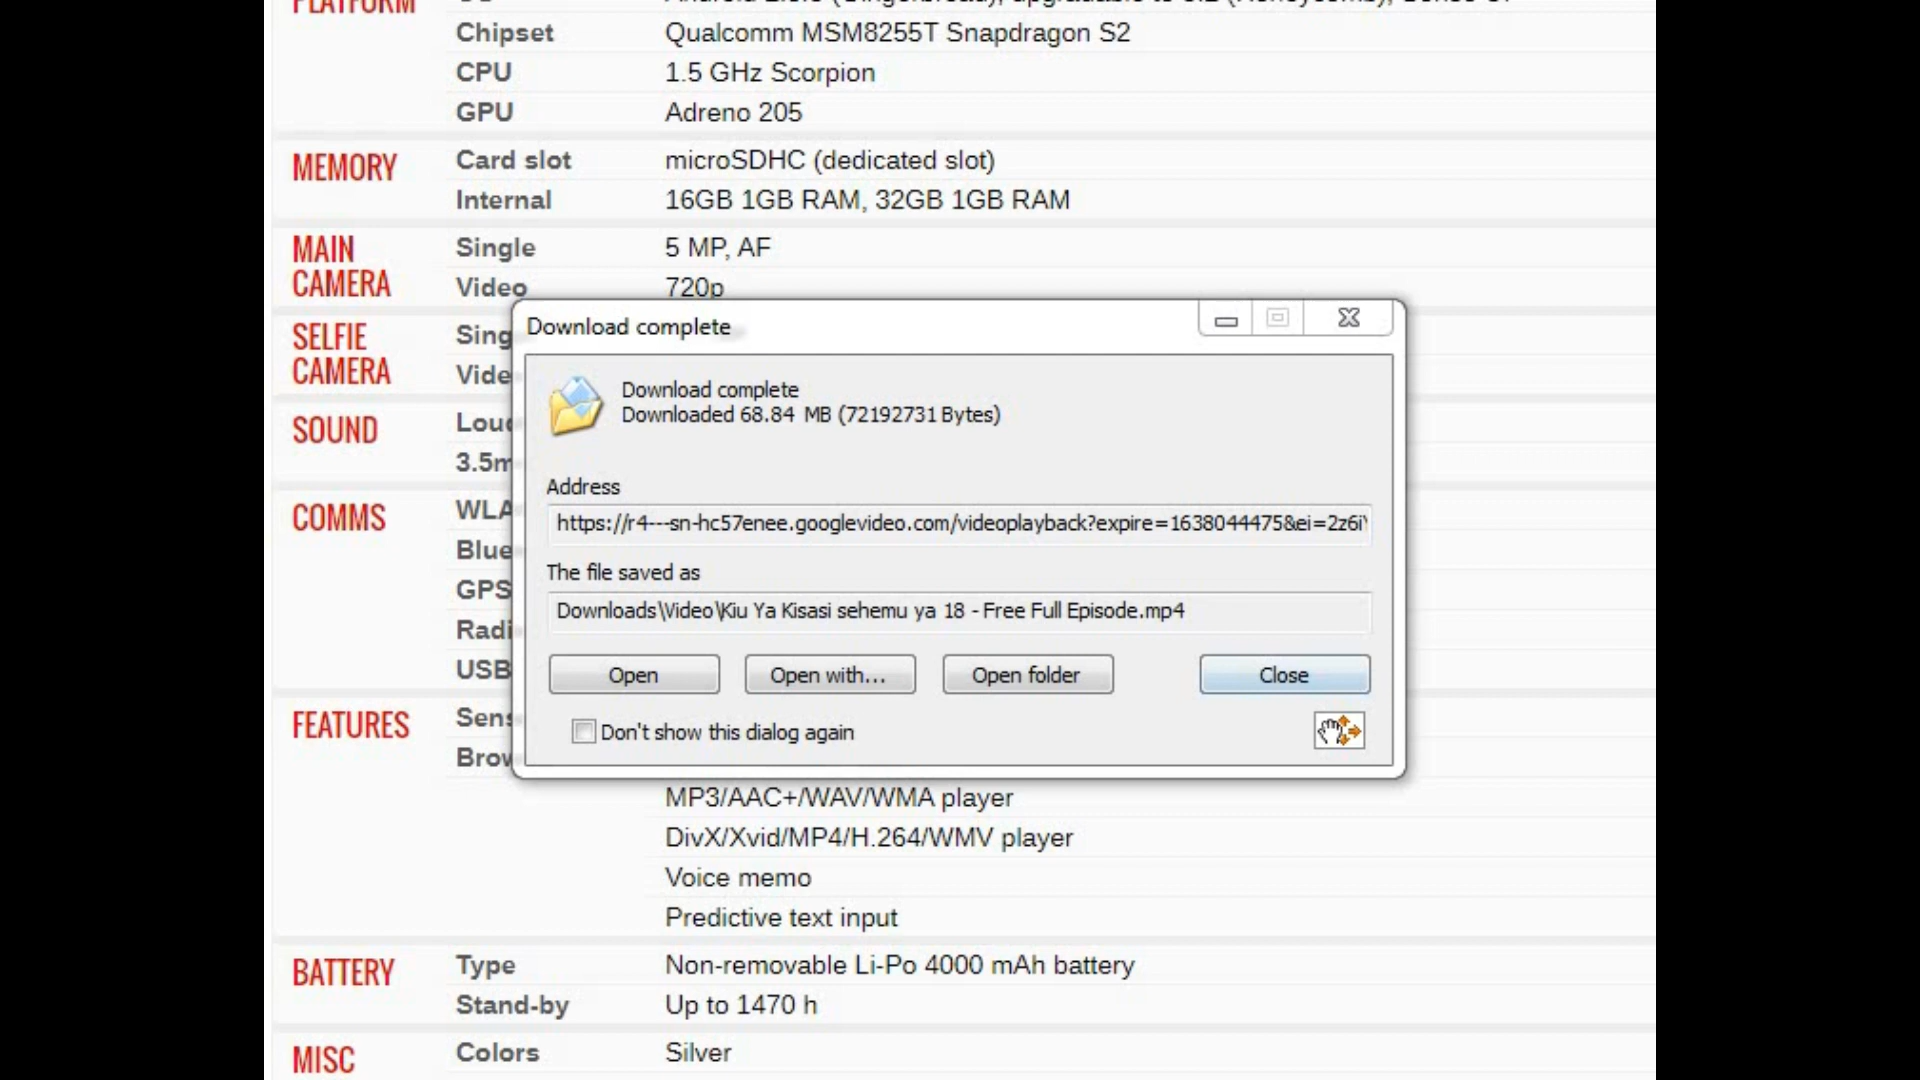 PLATFORM
Chipset Qualcomm MSM8255T Snapdragon S2
CPU 1.5 GHz Scorpion
GPU Adreno 205
MEMORY Card slot microSDHC (dedicated slot)
Internal 16GB 1GB RAM, 32GB 1GB RAM
MAIN CAMERA Single 5 MP, AF
Video 720p
SELFIE CAMERA
SOUND
COMMS
GPS
USB
FEATURES
Download complete
Download complete
Downloaded 68.84 MB (72192731 Bytes)
Address
https://r4---sn-hc57enee.googlevideo.com/videoplayback?expire=1638044475&ei=2z6i
The file saved as
Downloads\Video\Kiu Ya Kisasi sehemu ya 18 - Free Full Episode.mp4
Open Open with... Open folder Close
Don't show this dialog again
MP3/AAC+/WAV/WMA player
DivX/Xvid/MP4/H.264/WMV player
Voice memo
Predictive text input
BATTERY Type Non-removable Li-Po 4000 mAh battery
Stand-by Up to 1470 h
MISC Colors Silver